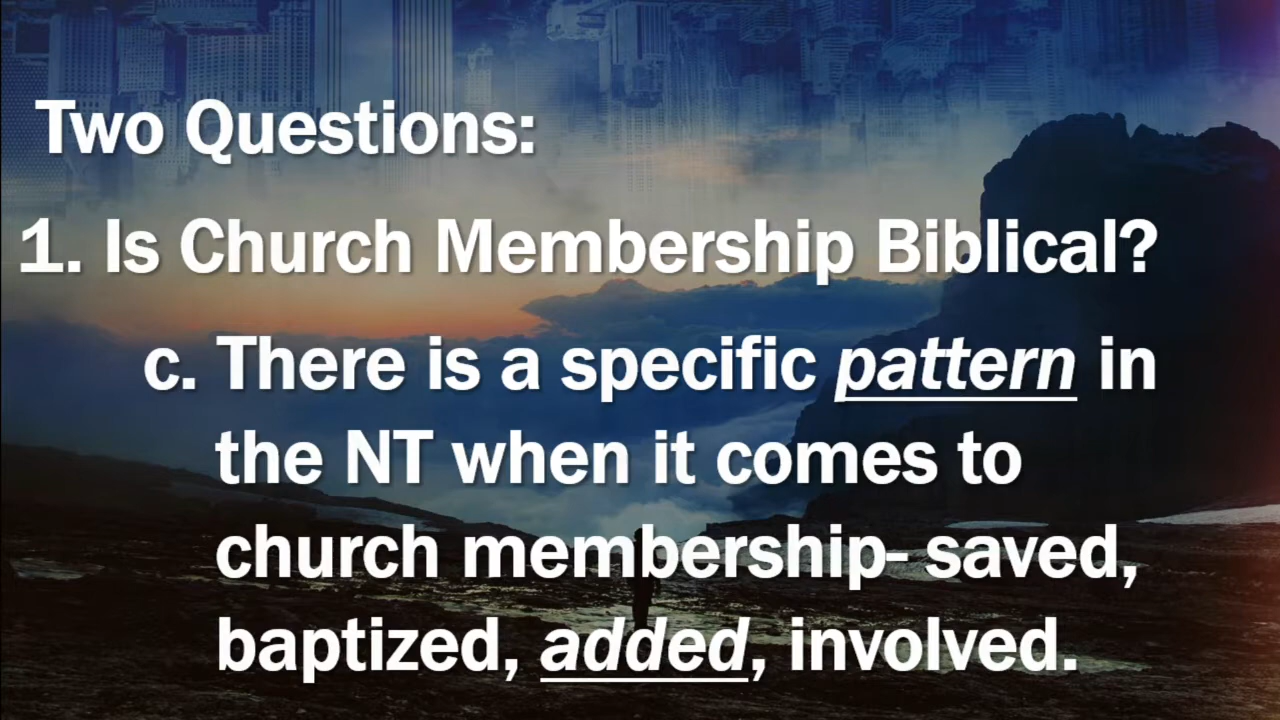 Two Questions:
1. Is Church Membership Biblical?
c. There is a specific pattern in
the NT when it comes to
church membership- saved,
baptized, added, involved.